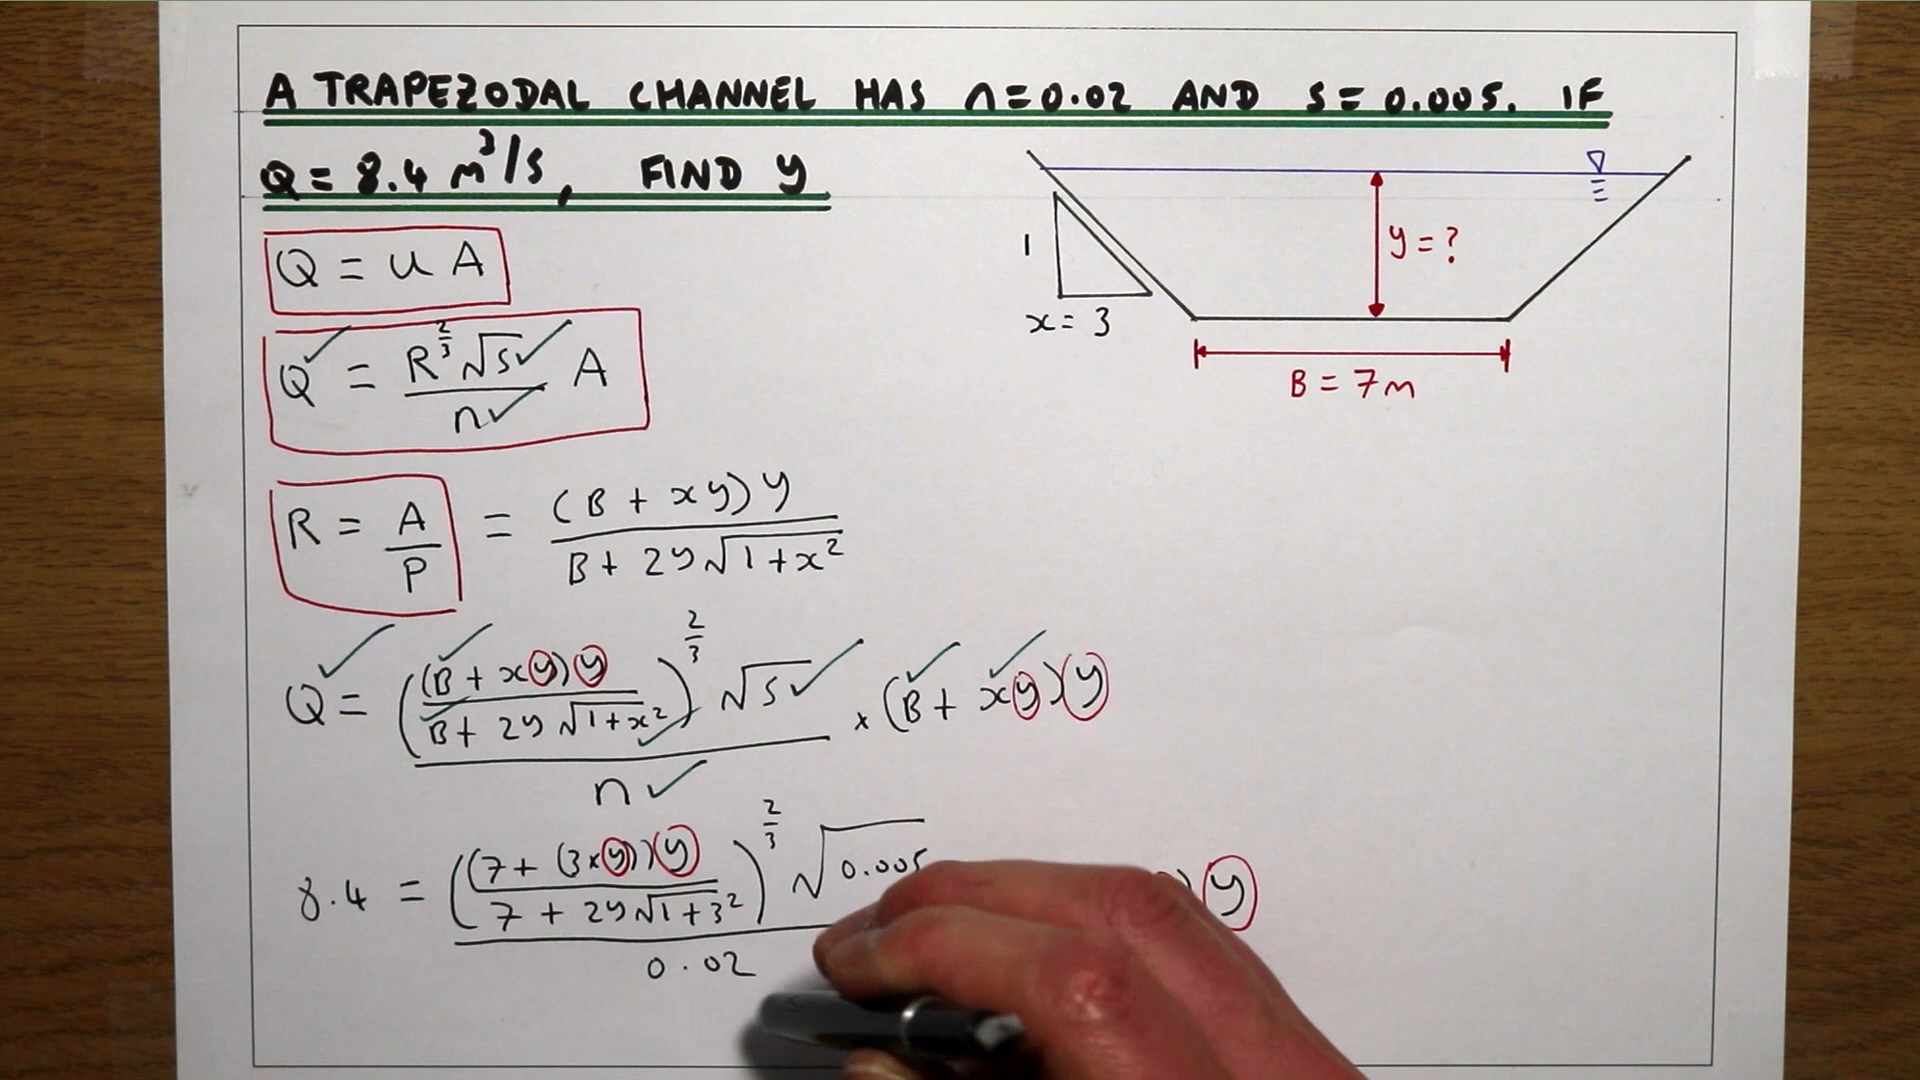 A TRAPEZODAL CHANNEL HAS n=0.02 AND S=0.005. IF
Q = 8.4 m³/s, FIND y
Q = u A
Q = R^(2/3) √S / n A
R = A/P = (B + xy)y / B + 2y√1+x²
Q = ((B + xy)y / B + 2y√1+x²)^(2/3) √S / n × (B + xy)y
8.4 = ((7 + (3×y))y / 7 + 2y√1+3²)^(2/3) √0.005 / 0.02 ) y
1
x = 3
y = ?
B = 7m